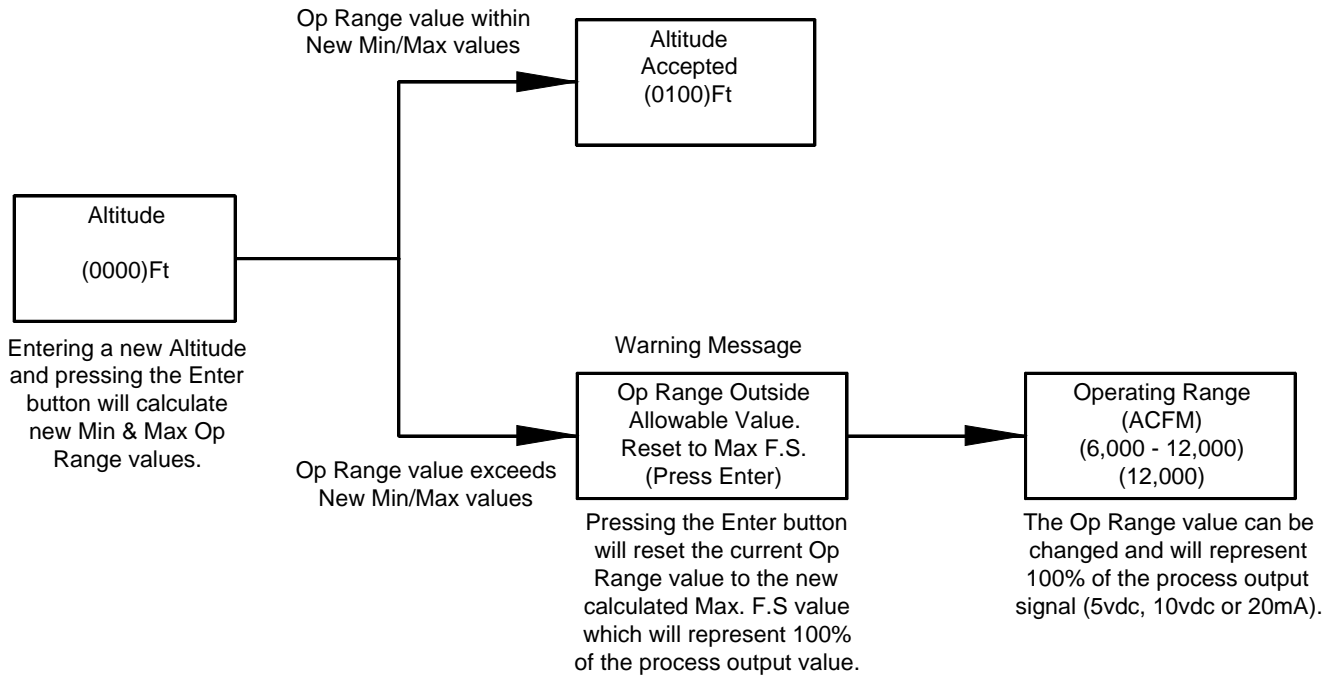 Op Range value within
New Min/Max values
Altitude
Accepted
(0100)Ft
Altitude
(0000)Ft
Entering a new Altitude
and pressing the Enter
button will calculate
new Min & Max Op
Range values.
Op Range value exceeds
New Min/Max values
Warning Message
Op Range Outside
Allowable Value.
Reset to Max F.S.
(Press Enter)
Pressing the Enter button
will reset the current Op
Range value to the new
calculated Max. F.S value
which will represent 100%
of the process output value.
Operating Range
(ACFM)
(6,000 - 12,000)
(12,000)
The Op Range value can be
changed and will represent
100% of the process output
signal (5vdc, 10vdc or 20mA).